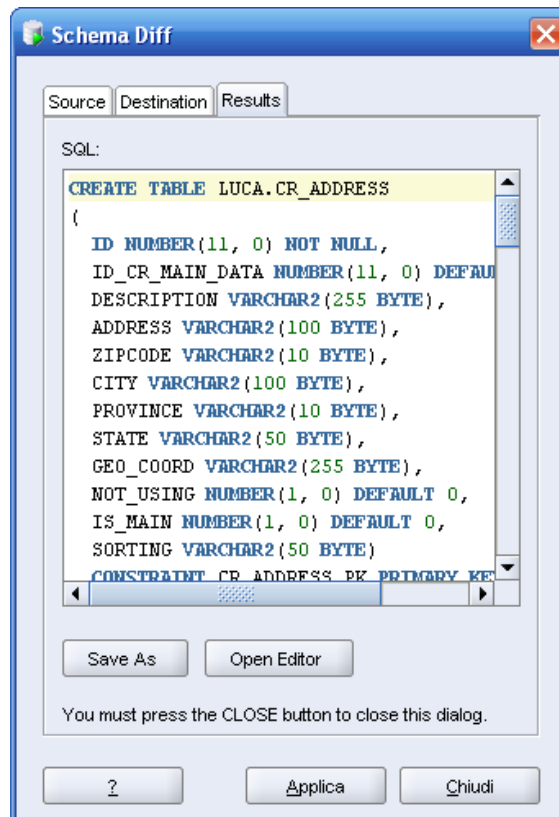 Schema Diff
Source Destination Results
SQL:
CREATE TABLE LUCA.CR_ADDRESS
(
ID NUMBER(11, 0) NOT NULL,
ID_CR_MAIN_DATA NUMBER(11, 0) DEFAU
DESCRIPTION VARCHAR2(255 BYTE),
ADDRESS VARCHAR2(100 BYTE),
ZIPCODE VARCHAR2(10 BYTE),
CITY VARCHAR2(100 BYTE),
PROVINCE VARCHAR2(10 BYTE),
STATE VARCHAR2(50 BYTE),
GEO_COORD VARCHAR2(255 BYTE),
NOT_USING NUMBER(1, 0) DEFAULT 0,
IS_MAIN NUMBER(1, 0) DEFAULT 0,
SORTING VARCHAR2(50 BYTE)
CONSTRAINT CR_ADDRESS_PK PRIMARY KE
Save As Open Editor
You must press the CLOSE button to close this dialog.
? Applica Chiudi